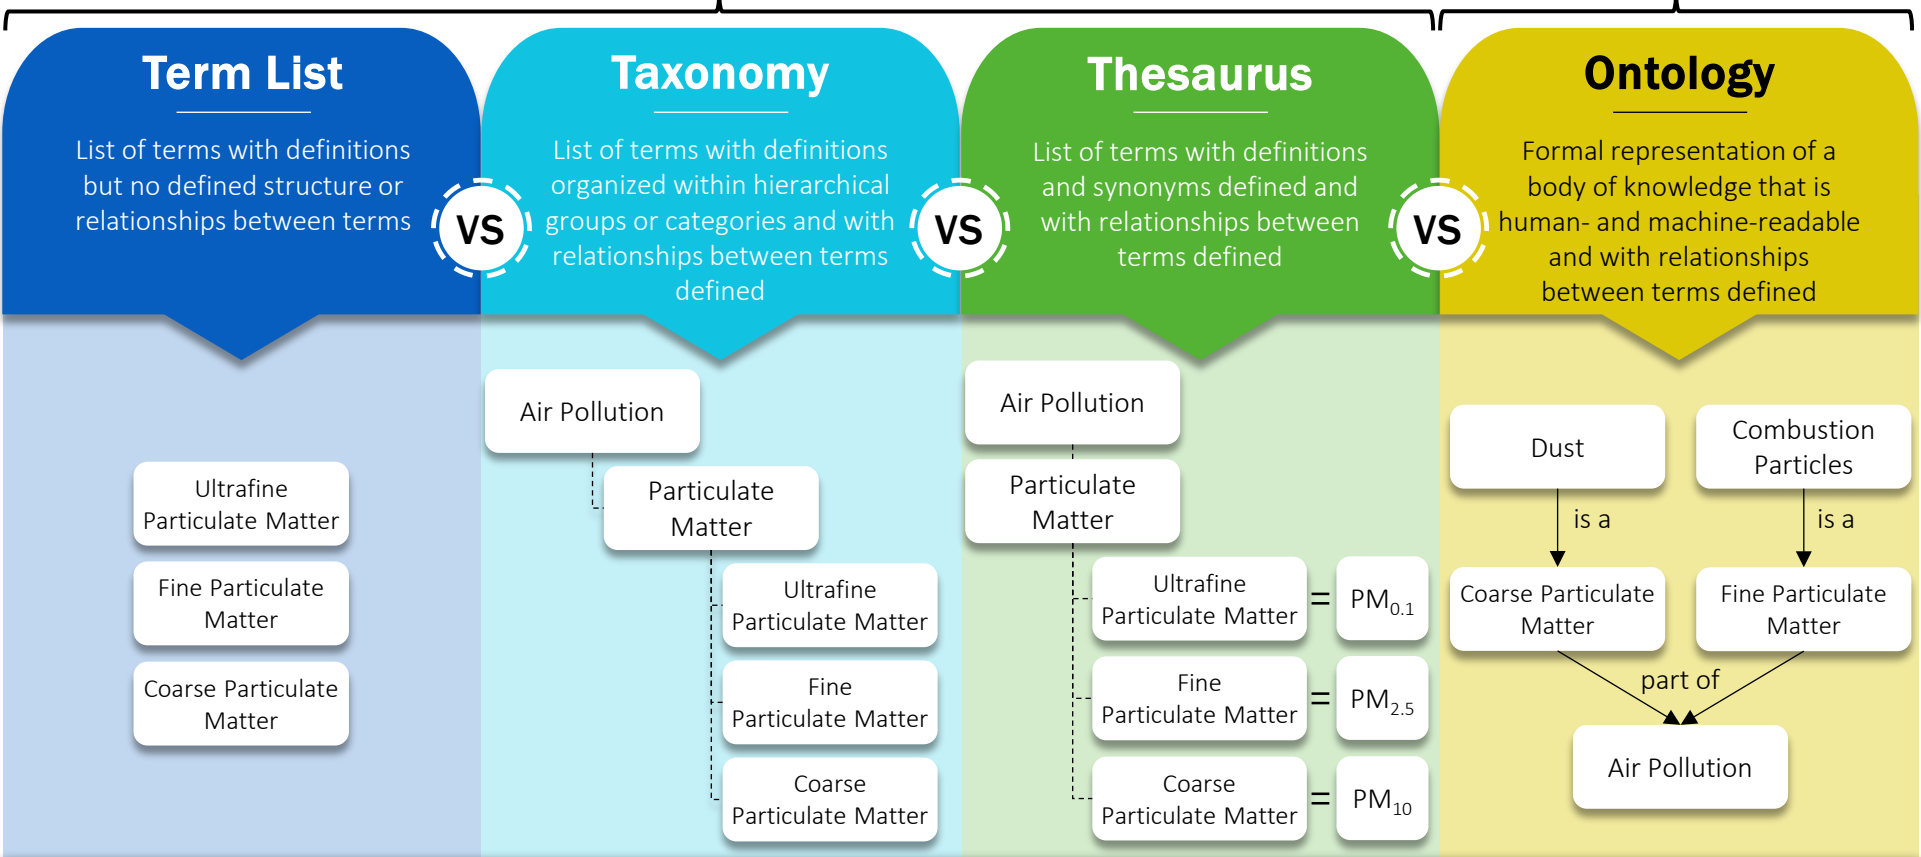 Term List
List of terms with definitions
but no defined structure or
relationships between terms
VS
Taxonomy
List of terms with definitions
organized within hierarchical
groups or categories and with
relationships between terms
defined
VS
Thesaurus
List of terms with definitions
and synonyms defined and
with relationships between
terms defined
VS
Ontology
Formal representation of a
body of knowledge that is
human- and machine-readable
and with relationships
between terms defined
Ultrafine
Particulate Matter
Fine Particulate
Matter
Coarse Particulate
Matter
Air Pollution
Particulate
Matter
Ultrafine
Particulate Matter
Fine
Particulate Matter
Coarse
Particulate Matter
Air Pollution
Particulate
Matter
Ultrafine
Particulate Matter
= PM0.1
Fine
Particulate Matter
= PM2.5
Coarse
Particulate Matter
= PM10
Dust
Combustion
Particles
is a
is a
Coarse Particulate
Matter
Fine Particulate
Matter
part of
Air Pollution